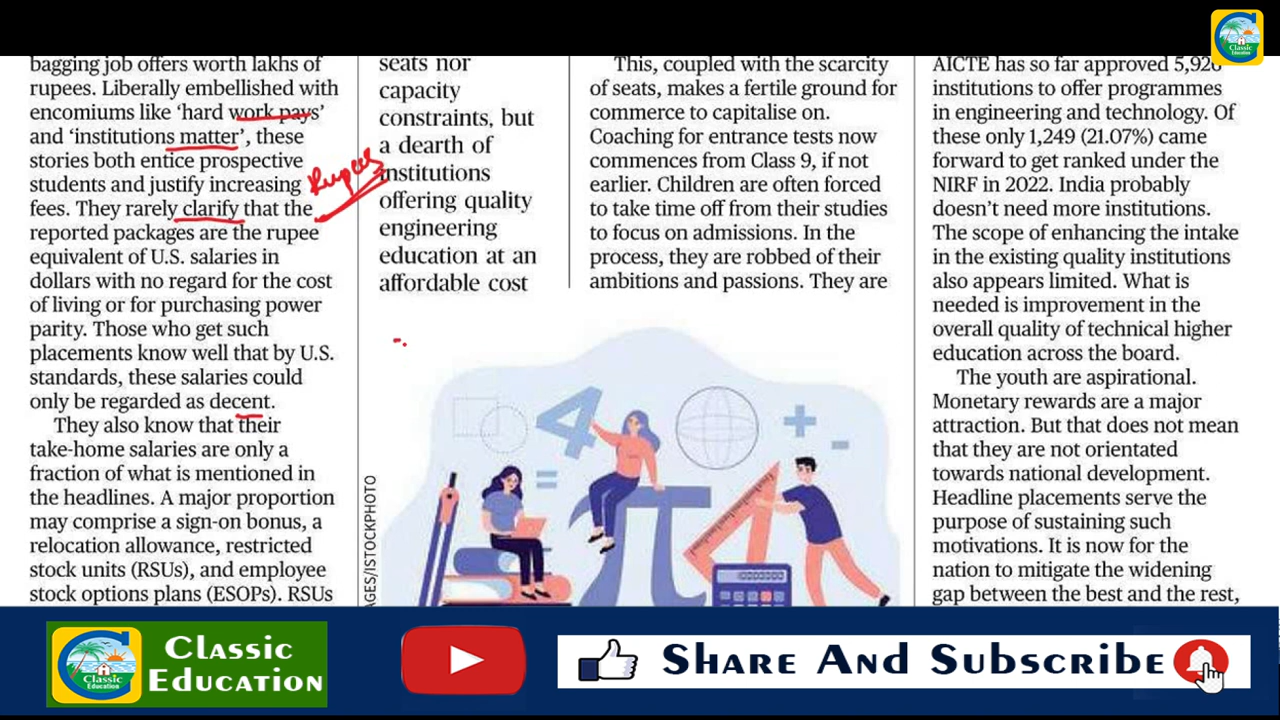 Classic
Education
bagging job offers worth lakhs of
rupees. Liberally embellished with
encomiums like ‘hard work pays’
and ‘institutions matter’, these
stories both entice prospective
students and justify increasing
fees. They rarely clarify that the
reported packages are the rupee
equivalent of U.S. salaries in
dollars with no regard for the cost
of living or for purchasing power
parity. Those who get such
placements know well that by U.S.
standards, these salaries could
only be regarded as decent.
They also know that their
take-home salaries are only a
fraction of what is mentioned in
the headlines. A major proportion
may comprise a sign-on bonus, a
relocation allowance, restricted
stock units (RSUs), and employee
stock options plans (ESOPs). RSUs
Rupees
seats nor
capacity
constraints, but
a dearth of
institutions
offering quality
engineering
education at an
affordable cost
AGES/ISTOCKPHOTO
4
This, coupled with the scarcity
of seats, makes a fertile ground for
commerce to capitalise on.
Coaching for entrance tests now
commences from Class 9, if not
earlier. Children are often forced
to take time off from their studies
to focus on admissions. In the
process, they are robbed of their
ambitions and passions. They are
AICTE has so far approved 5,926
institutions to offer programmes
in engineering and technology. Of
these only 1,249 (21.07%) came
forward to get ranked under the
NIRF in 2022. India probably
doesn’t need more institutions.
The scope of enhancing the intake
in the existing quality institutions
also appears limited. What is
needed is improvement in the
overall quality of technical higher
education across the board.
The youth are aspirational.
Monetary rewards are a major
attraction. But that does not mean
that they are not orientated
towards national development.
Headline placements serve the
purpose of sustaining such
motivations. It is now for the
nation to mitigate the widening
gap between the best and the rest,
Classic
Education
Classic
Education
Share And Subscribe